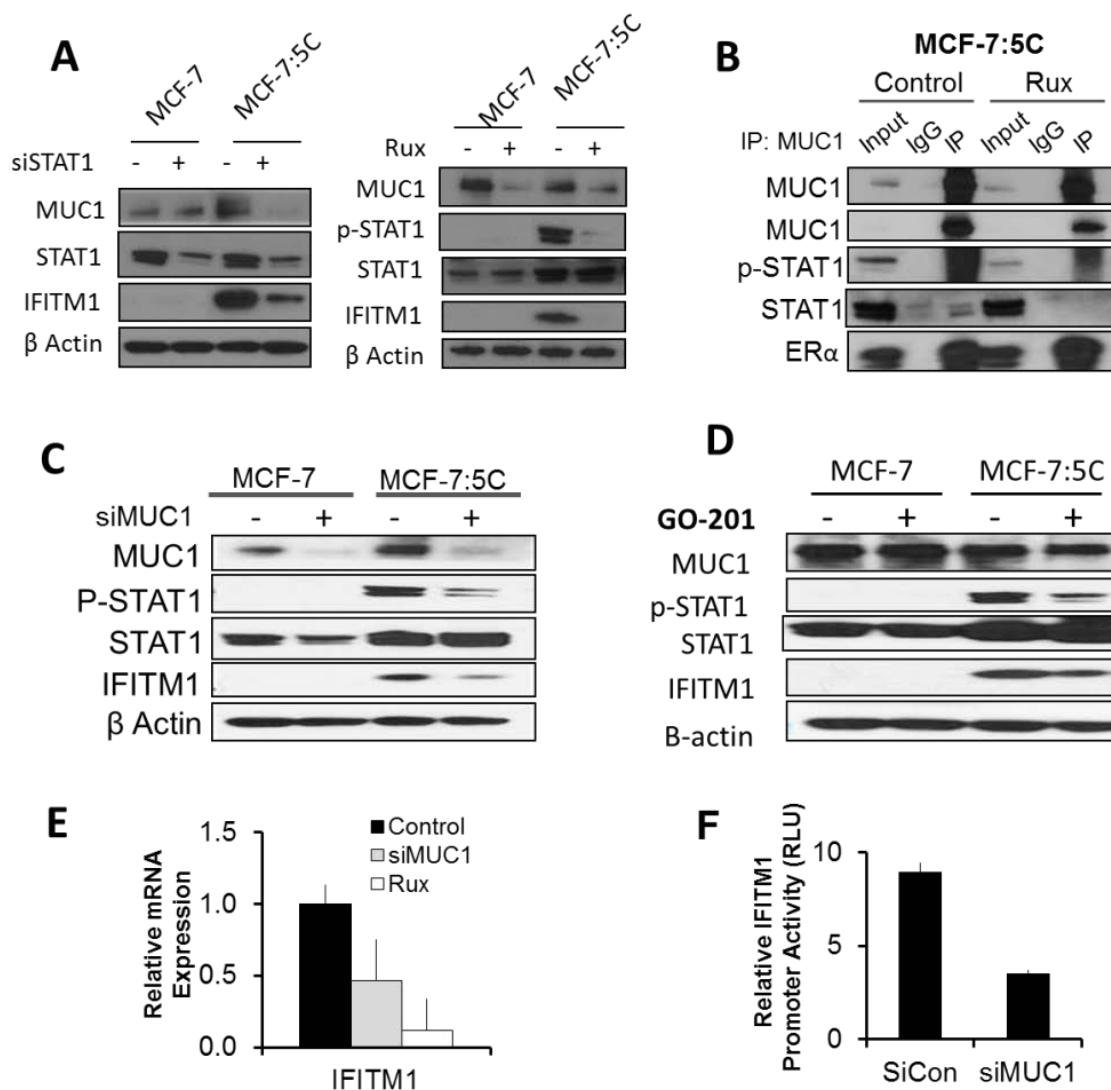 A
MCF-7
MCF-7:5C
siSTAT1 - + - +
MUC1
STAT1
IFITM1
β Actin
MCF-7
MCF-7:5C
Rux - + - +
MUC1
p-STAT1
STAT1
IFITM1
β Actin
B
MCF-7:5C
Control Rux
IP: MUC1 Input IgG IP Input IgG IP
MUC1
MUC1
p-STAT1
STAT1
ERα
C
MCF-7 MCF-7:5C
siMUC1 - + - +
MUC1
P-STAT1
STAT1
IFITM1
β Actin
D
MCF-7 MCF-7:5C
GO-201 - + - +
MUC1
p-STAT1
STAT1
IFITM1
B-actin
E
Relative mRNA
Expression
1.5
1.0
0.5
0.0
Control
siMUC1
Rux
IFITM1
F
Relative IFITM1
Promoter Activity (RLU)
10
5
0
SiCon siMUC1